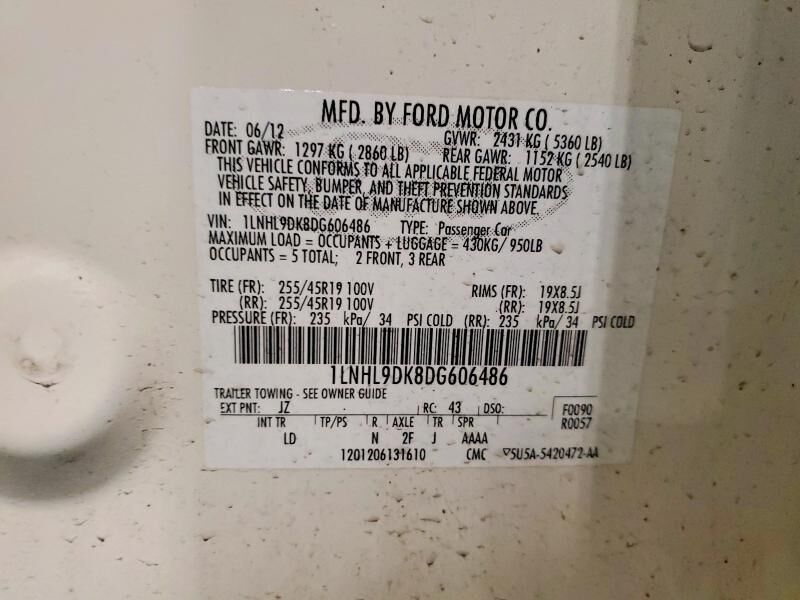 MFD. BY FORD MOTOR CO.
DATE: 06/12 GVWR: 2431 KG ( 5360 LB)
FRONT GAWR: 1297 KG ( 2860 LB) REAR GAWR: 1152 KG ( 2540 LB)
THIS VEHICLE CONFORMS TO ALL APPLICABLE FEDERAL MOTOR
VEHICLE SAFETY, BUMPER, AND THEFT PREVENTION STANDARDS
IN EFFECT ON THE DATE OF MANUFACTURE SHOWN ABOVE.
VIN: 1LNHL9DK8DG606486 TYPE: Passenger Car
MAXIMUM LOAD = OCCUPANTS + LUGGAGE = 430KG/ 950LB
OCCUPANTS = 5 TOTAL; 2 FRONT, 3 REAR
TIRE (FR): 255/45R19 100V RIMS (FR): 19X8.5J
(RR): 255/45R19 100V (RR): 19X8.5J
PRESSURE (FR): 235 kPa/ 34 PSI COLD (RR): 235 kPa/ 34 PSI COLD
1LNHL9DK8DG606486
TRAILER TOWING - SEE OWNER GUIDE
EXT PNT: JZ RC: 43 DSO: F0090
INT TR TP/PS R AXLE TR SPR R0057
LD N 2F J AAAA
1201206131610 CMC ▽5U5A-5420472-AA